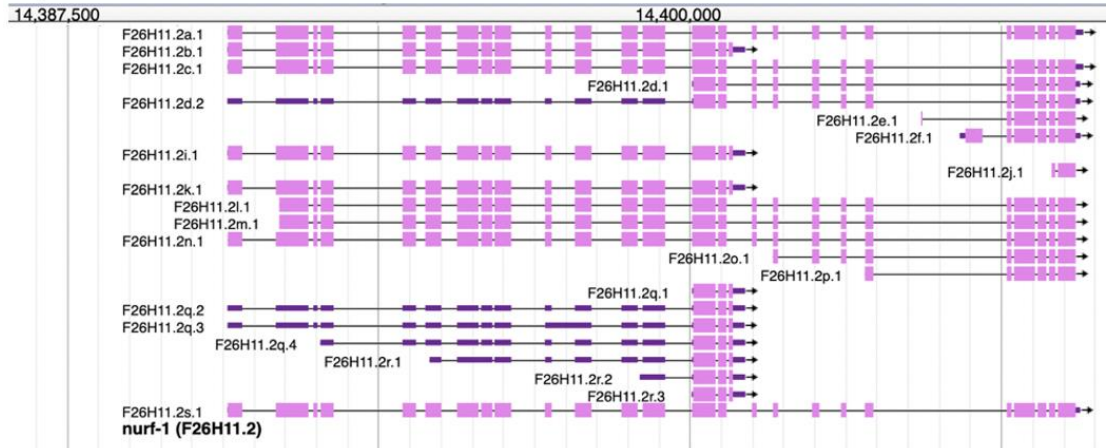 14,387,500 14,400,000
F26H11.2a.1
F26H11.2b.1
F26H11.2c.1
F26H11.2d.1
F26H11.2d.2
F26H11.2e.1
F26H11.2f.1
F26H11.2i.1
F26H11.2j.1
F26H11.2k.1
F26H11.2l.1
F26H11.2m.1
F26H11.2n.1
F26H11.2o.1
F26H11.2p.1
F26H11.2q.1
F26H11.2q.2
F26H11.2q.3
F26H11.2q.4
F26H11.2r.1
F26H11.2r.2
F26H11.2r.3
F26H11.2s.1
nurf-1 (F26H11.2)